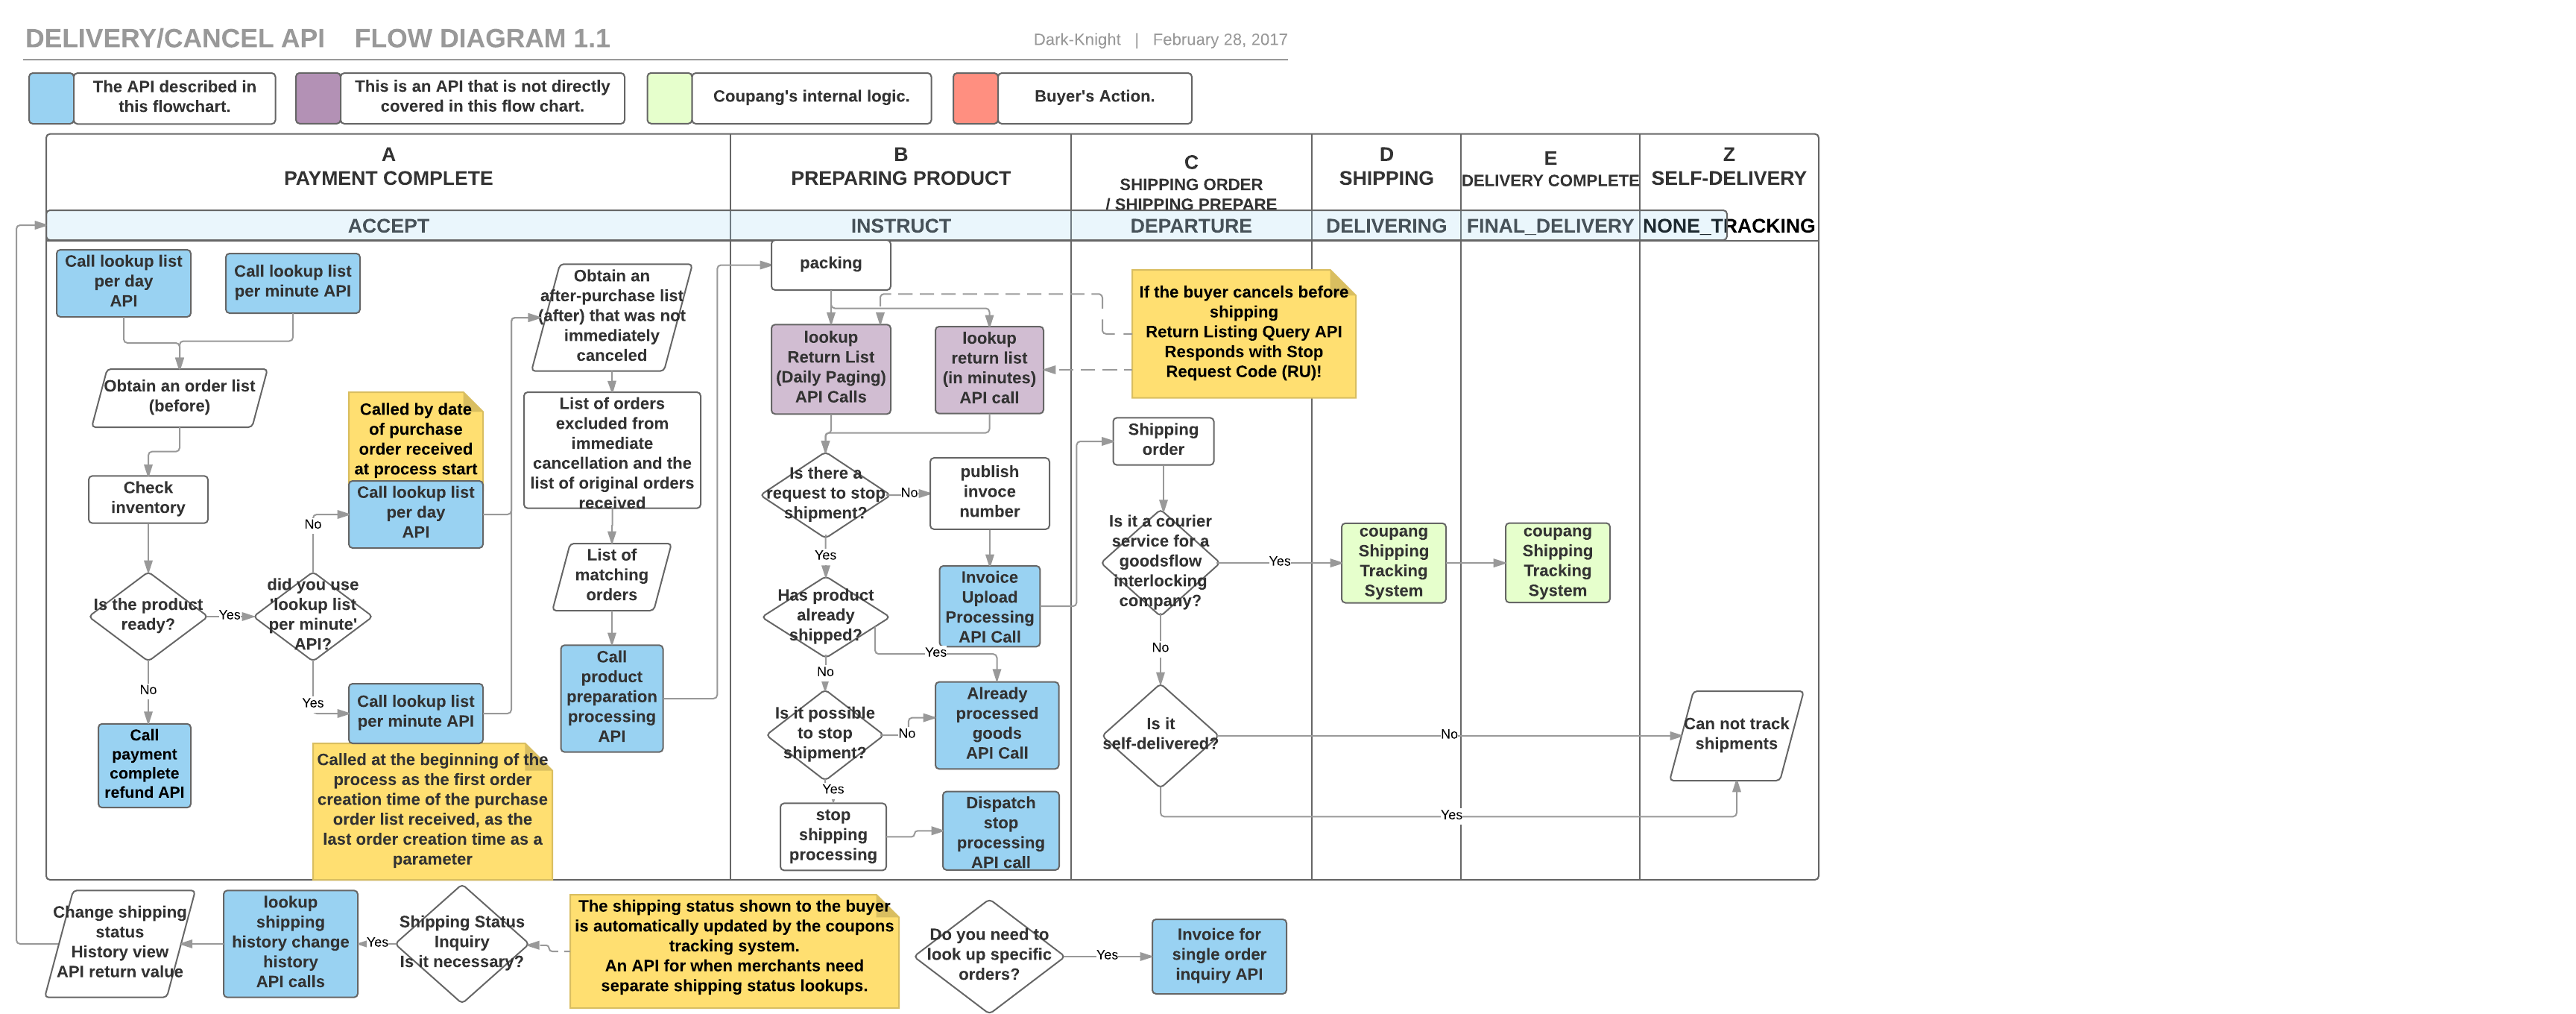 DELIVERY/CANCEL API FLOW DIAGRAM 1.1
Dark-Knight | February 28, 2017
The API described in
this flowchart.
This is an API that is not directly
covered in this flow chart.
Coupang's internal logic.
Buyer's Action.
A
PAYMENT COMPLETE
B
PREPARING PRODUCT
C
SHIPPING ORDER
/ SHIPPING PREPARE
D
SHIPPING
E
DELIVERY COMPLETE
Z
SELF-DELIVERY
ACCEPT
INSTRUCT
DEPARTURE
DELIVERING
FINAL_DELIVERY
NONE_TRACKING
Call lookup list
per day
API
Call lookup list
per minute API
Obtain an order list
(before)
Check
inventory
Is the product
ready?
Yes
No
Call
payment
complete
refund API
did you use
'lookup list
per minute'
API?
No
Yes
Called by date
of purchase
order received
at process start
Call lookup list
per day
API
Call lookup list
per minute API
Called at the beginning of the
process as the first order
creation time of the purchase
order list received, as the
last order creation time as a
parameter
Obtain an
after-purchase list
(after) that was not
immediately
canceled
List of orders
excluded from
immediate
cancellation and the
list of original orders
received
List of
matching
orders
Call
product
preparation
processing
API
packing
lookup
Return List
(Daily Paging)
API Calls
lookup
return list
(in minutes)
API call
Is there a
request to stop
shipment?
No
Yes
publish
invoce
number
Invoice
Upload
Processing
API Call
Has product
already
shipped?
Yes
No
Already
processed
goods
API Call
Is it possible
to stop
shipment?
No
Yes
stop
shipping
processing
Dispatch
stop
processing
API call
If the buyer cancels before
shipping
Return Listing Query API
Responds with Stop
Request Code (RU)!
Shipping
order
Is it a courier
service for a
goodsflow
interlocking
company?
Yes
No
coupang
Shipping
Tracking
System
coupang
Shipping
Tracking
System
Is it
self-delivered?
No
Yes
Can not track
shipments
Change shipping
status
History view
API return value
lookup
shipping
history change
history
API calls
Yes
Shipping Status
Inquiry
Is it necessary?
The shipping status shown to the buyer
is automatically updated by the coupons
tracking system.
An API for when merchants need
separate shipping status lookups.
Do you need to
look up specific
orders?
Yes
Invoice for
single order
inquiry API